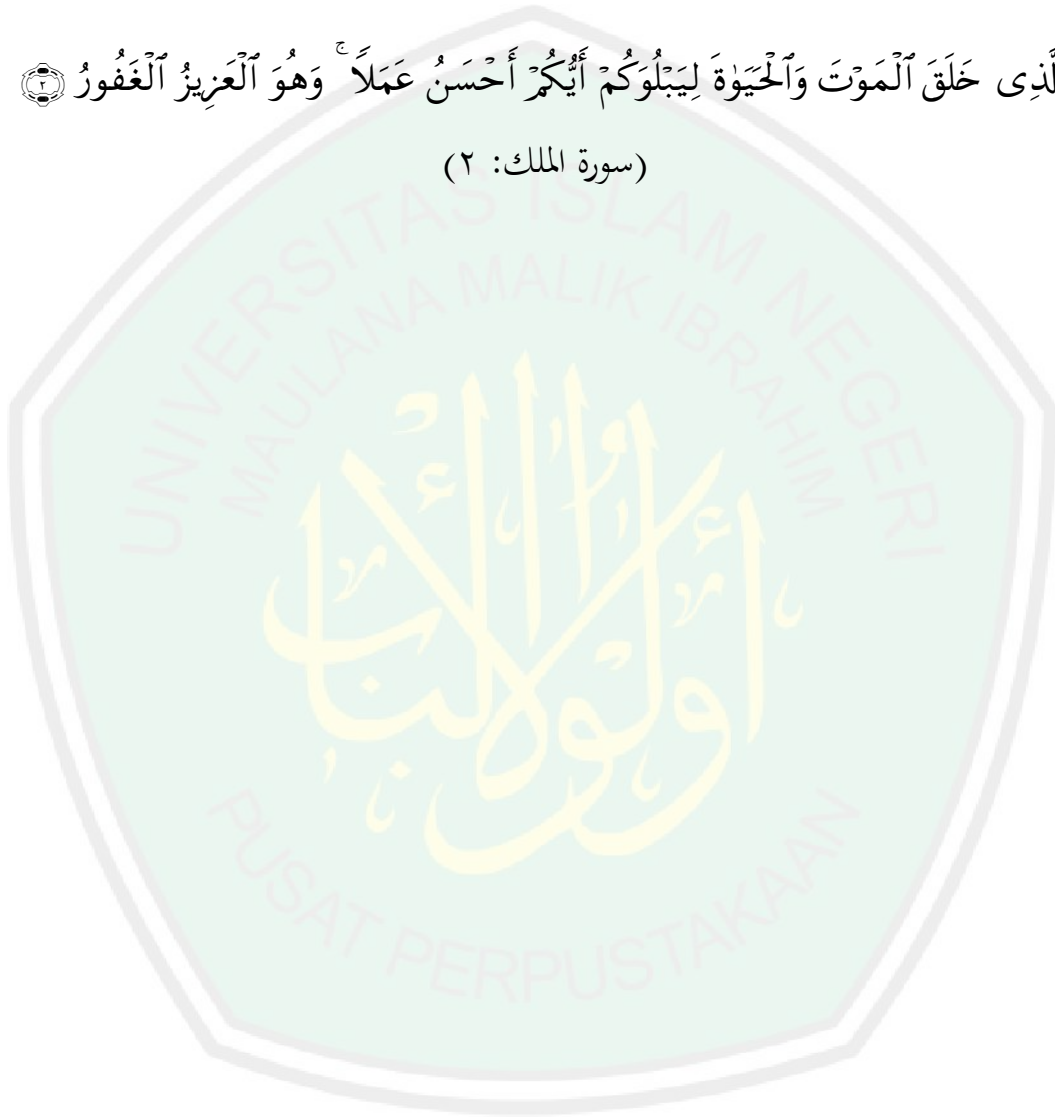 لَّذِى خَلَقَ ٱلْمَوْتَ وَٱلْحَيَوٰةَ لِيَبْلُوَكُمْ أَيُّكُمْ أَحْسَنُ عَمَلًا ۚ وَهُوَ ٱلْعَزِيزُ ٱلْغَفُورُ ۝٢
(سورة الملك: ٢)
UNIVERSITAS ISLAM NEGERI
MAULANA MALIK IBRAHIM
أولوا الألباب
PUSAT PERPUSTAKAAN